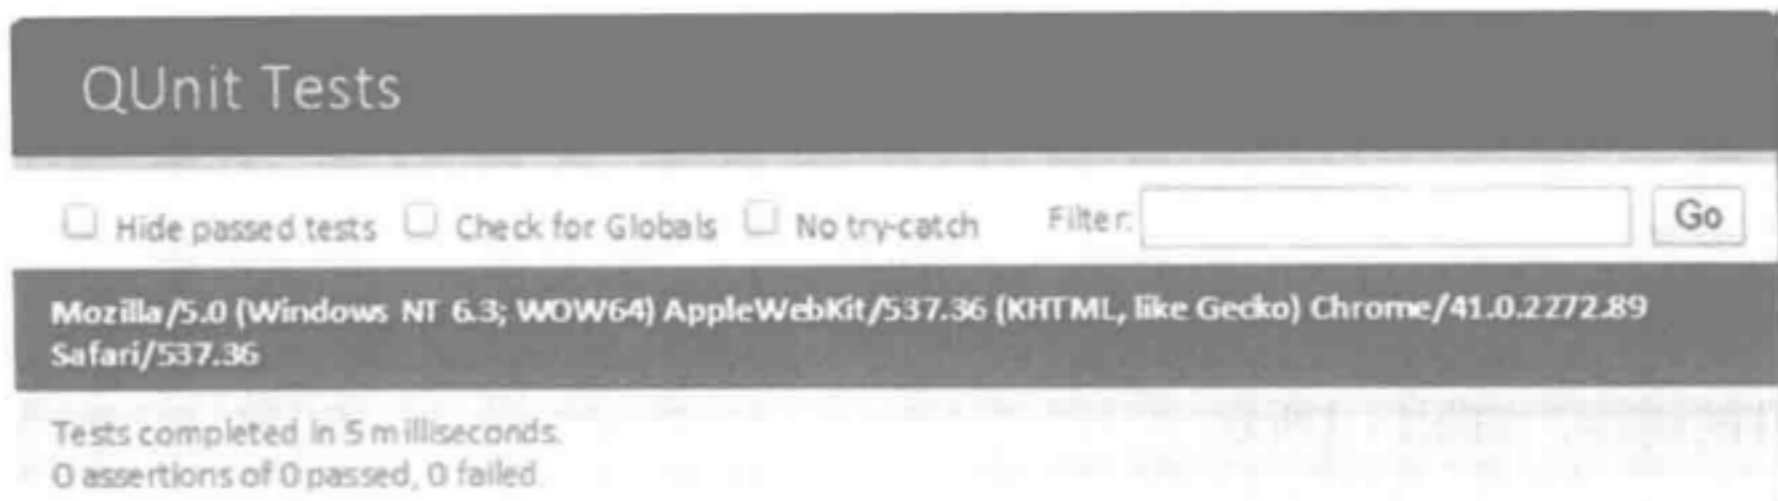 QUnit Tests
Hide passed tests Check for Globals No try-catch Filter: Go
Mozilla/5.0 (Windows NT 6.3; WOW64) AppleWebKit/537.36 (KHTML, like Gecko) Chrome/41.0.2272.89
Safari/537.36
Tests completed in 5 milliseconds.
0 assertions of 0 passed, 0 failed.